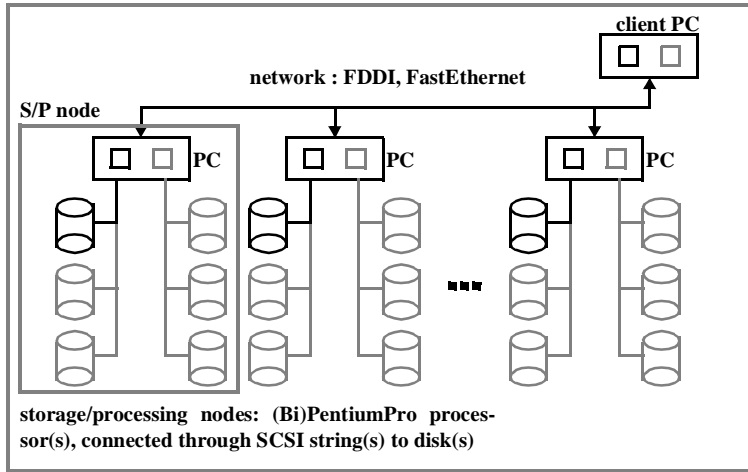 client PC
network : FDDI, FastEthernet
S/P node
PC
PC
PC
storage/processing nodes: (Bi)PentiumPro proces-
sor(s), connected through SCSI string(s) to disk(s)